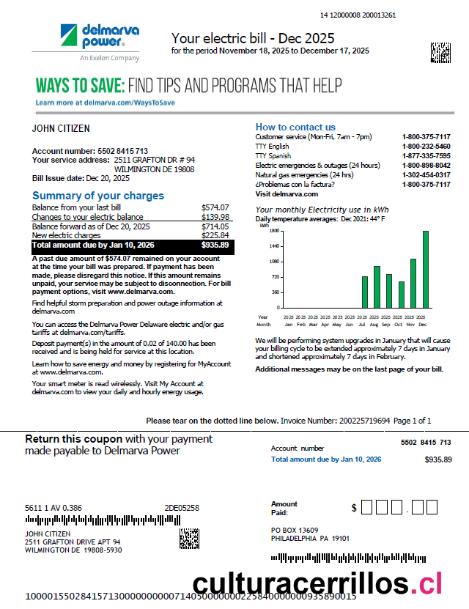 14 12000008 200013261
delmarva
power.
An Exelon Company
Your electric bill - Dec 2025
for the period November 18, 2025 to December 17, 2025
WAYS TO SAVE: FIND TIPS AND PROGRAMS THAT HELP
Learn more at delmarva.com/WaysToSave
JOHN CITIZEN
Account number: 5502 8415 713
Your service address: 2511 GRAFTON DR # 94
WILMINGTON DE 19808
Bill Issue date: Dec 20, 2025
Summary of your charges
Balance from your last bill $574.07
Changes to your electric balance $139.98
Balance forward as of Dec 20, 2025 $714.05
New electric charges $225.84
Total amount due by Jan 10, 2026 $935.89
A past due amount of $574.07 remained on your account
at the time your bill was prepared. If payment has been
made, please disregard this notice. If this amount remains
unpaid, your service may be subject to disconnection. For bill
payment options, visit www.delmarva.com.
Find helpful storm preparation and power outage information at
delmarva.com
You can access the Delmarva Power Delaware electric and/or gas
tariffs at delmarva.com/tariffs.
Deposit payment(s) in the amount of 0.02 of 140.00 has been
received and is being held for service at this location.
Learn how to save energy and money by registering for MyAccount
at www.delmarva.com.
Your smart meter is read wirelessly. Visit My Account at
delmarva.com to view your daily and hourly energy usage.
How to contact us
Customer service (Mon-Fri, 7am - 7pm) 1-800-375-7117
TTY English 1-800-232-5460
TTY Spanish 1-877-335-7595
Electric emergencies & outages (24 hours) 1-800-898-8042
Natural gas emergencies (24 hrs) 1-302-454-0317
¿Problemas con la factura? 1-800-375-7117
Visit delmarva.com
Your monthly Electricity use in kWh
Daily temperature averages: Dec 2021: 44° F
kWh
1800
1440
1080
720
360
0
Year
Month Jan Feb Mar Apr May Jun Jul Aug Sep Oct Nov Dec
We will be performing system upgrades in January that will cause
your billing cycle to be extended approximately 7 days in January
and shortened approximately 7 days in February.
Additional messages may be on the last page of your bill.
Please tear on the dotted line below. Invoice Number: 200225719694 Page 1 of 1
Return this coupon with your payment
made payable to Delmarva Power
Account number 5502 8415 713
Total amount due by Jan 10, 2026 $935.89
5611 1 AV 0.386 2DE05258
JOHN CITIZEN
2511 GRAFTON DRIVE APT 94
WILMINGTON DE 19808-5930
Amount
Paid: $
PO BOX 13609
PHILADELPHIA PA 19101
culturacerrillos.cl